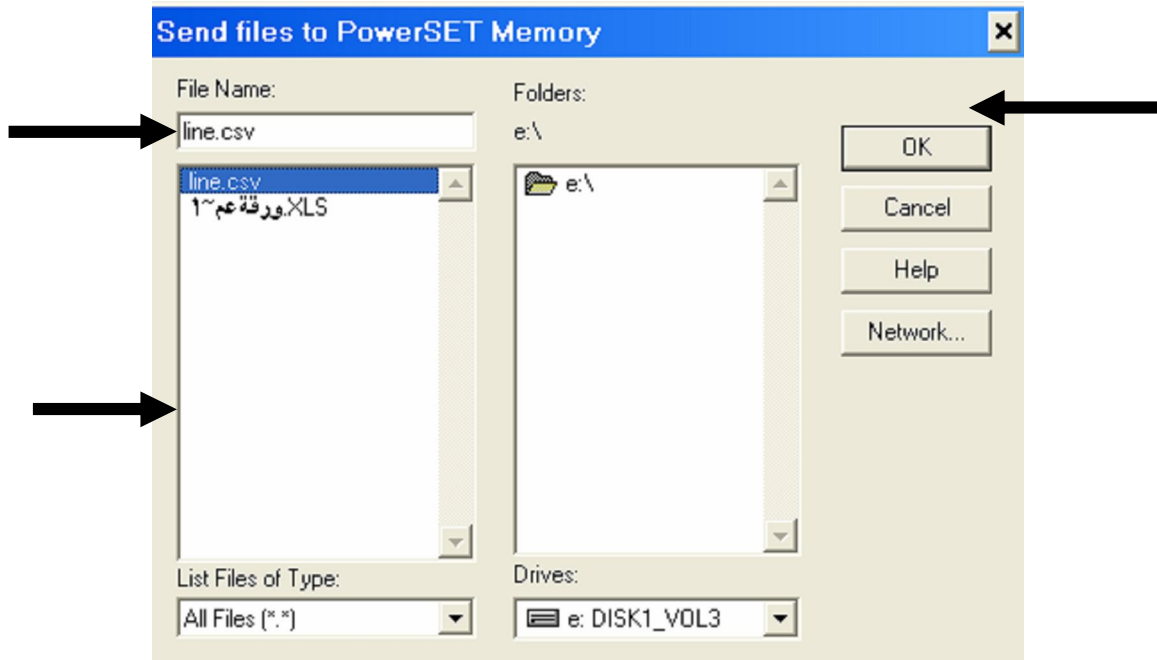 Send files to PowerSET Memory
File Name:
line.csv
line.csv
ورقة عم~١.XLS
List Files of Type:
All Files (*.*)
Folders:
e:\
e:\
Drives:
e: DISK1_VOL3
OK
Cancel
Help
Network...